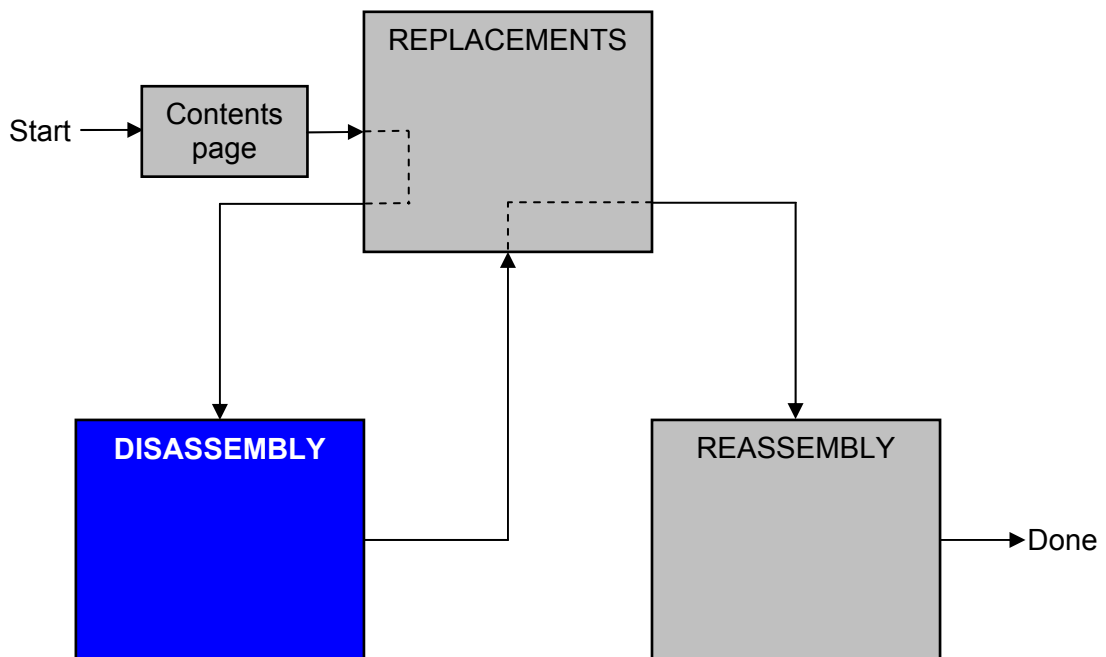 REPLACEMENTS
Start
Contents
page
DISASSEMBLY
REASSEMBLY
Done